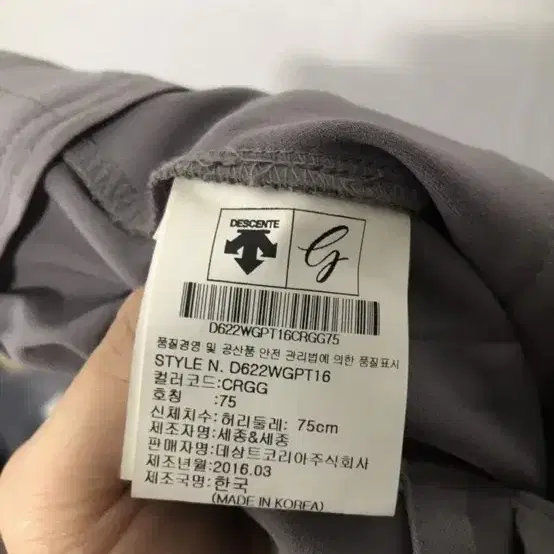 DESCENTE
G
D622WGPT16CRGG75
품질경영 및 공산품 안전 관리법에 의한 품질표시
STYLE N. D622WGPT16
컬러코드:CRGG
호칭 :75
신체치수:허리둘레: 75cm
제조자명:세종&세종
판매자명:데상트코리아주식회사
제조년월:2016.03
제조국명:한국
(MADE IN KOREA)